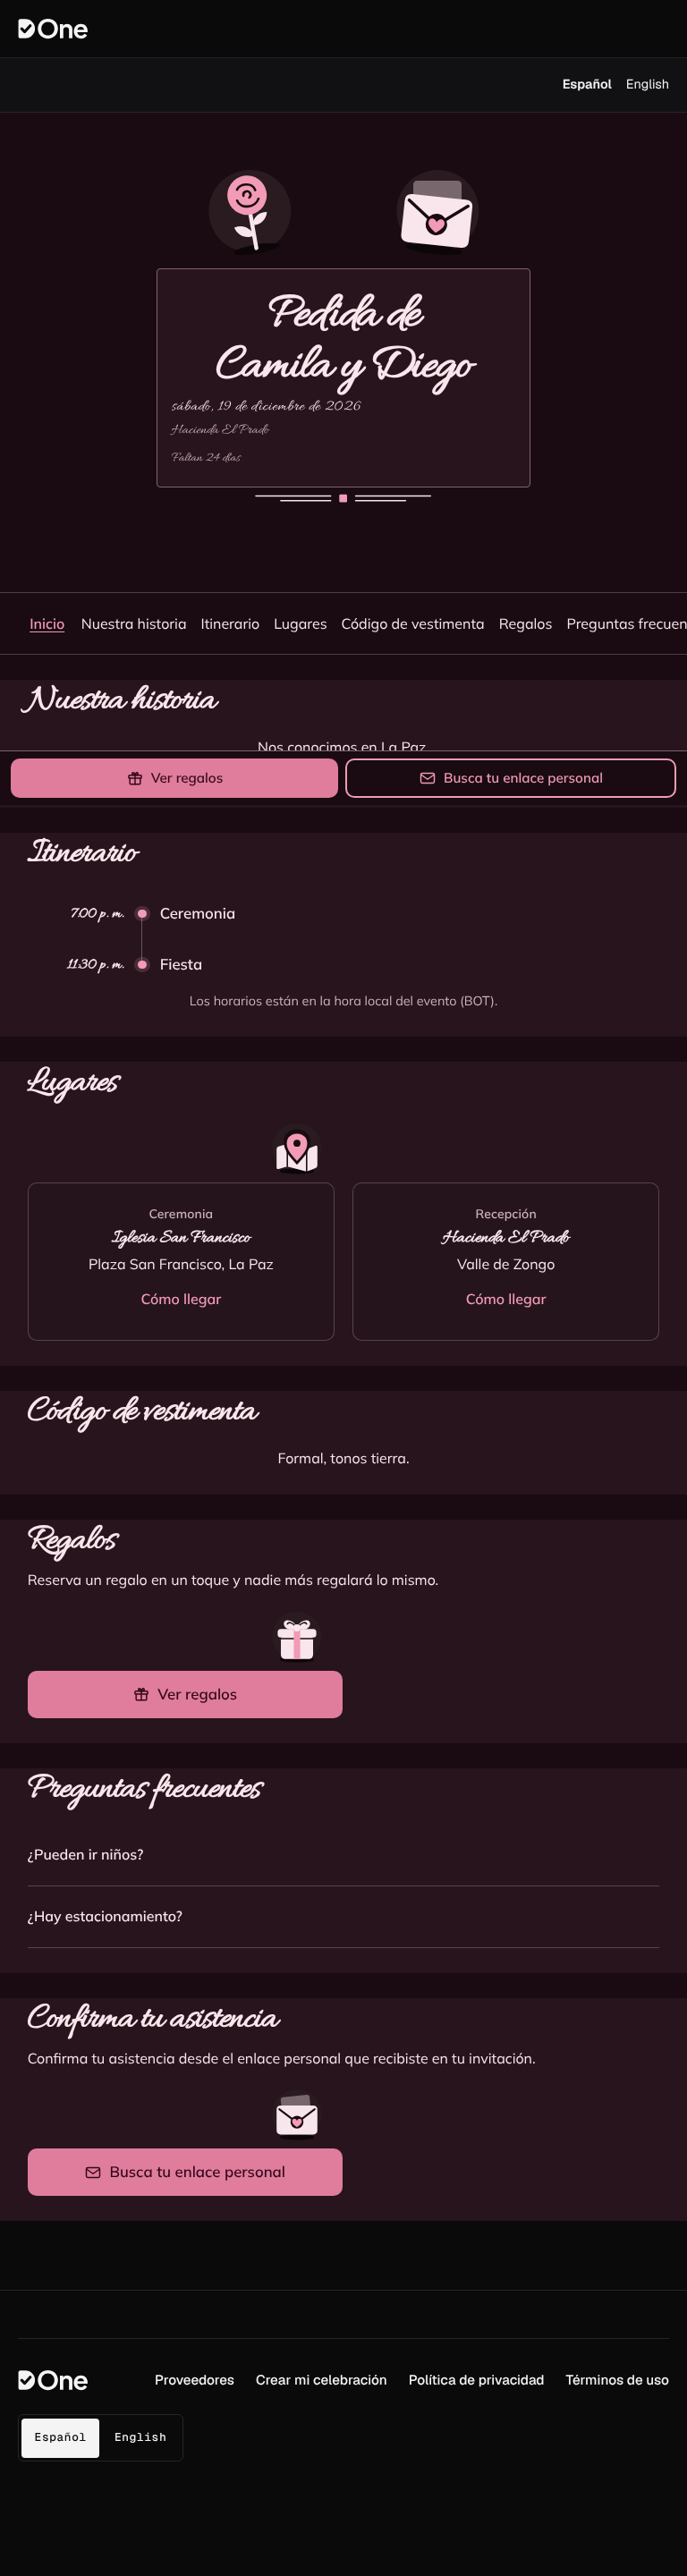 One
Español English
Pedida de
Camila y Diego
sábado, 19 de diciembre de 2026
Hacienda El Prado
Faltan 24 días
Inicio Nuestra historia Itinerario Lugares Código de vestimenta Regalos Preguntas frecuen
Nuestra historia
Nos conocimos en La Paz
Ver regalos Busca tu enlace personal
Itinerario
7:00 p. m. Ceremonia
11:30 p. m. Fiesta
Los horarios están en la hora local del evento (BOT).
Lugares
Ceremonia
Iglesia San Francisco
Plaza San Francisco, La Paz
Cómo llegar
Recepción
Hacienda El Prado
Valle de Zongo
Cómo llegar
Código de vestimenta
Formal, tonos tierra.
Regalos
Reserva un regalo en un toque y nadie más regalará lo mismo.
Ver regalos
Preguntas frecuentes
¿Pueden ir niños?
¿Hay estacionamiento?
Confirma tu asistencia
Confirma tu asistencia desde el enlace personal que recibiste en tu invitación.
Busca tu enlace personal
One Proveedores Crear mi celebración Política de privacidad Términos de uso
Español English